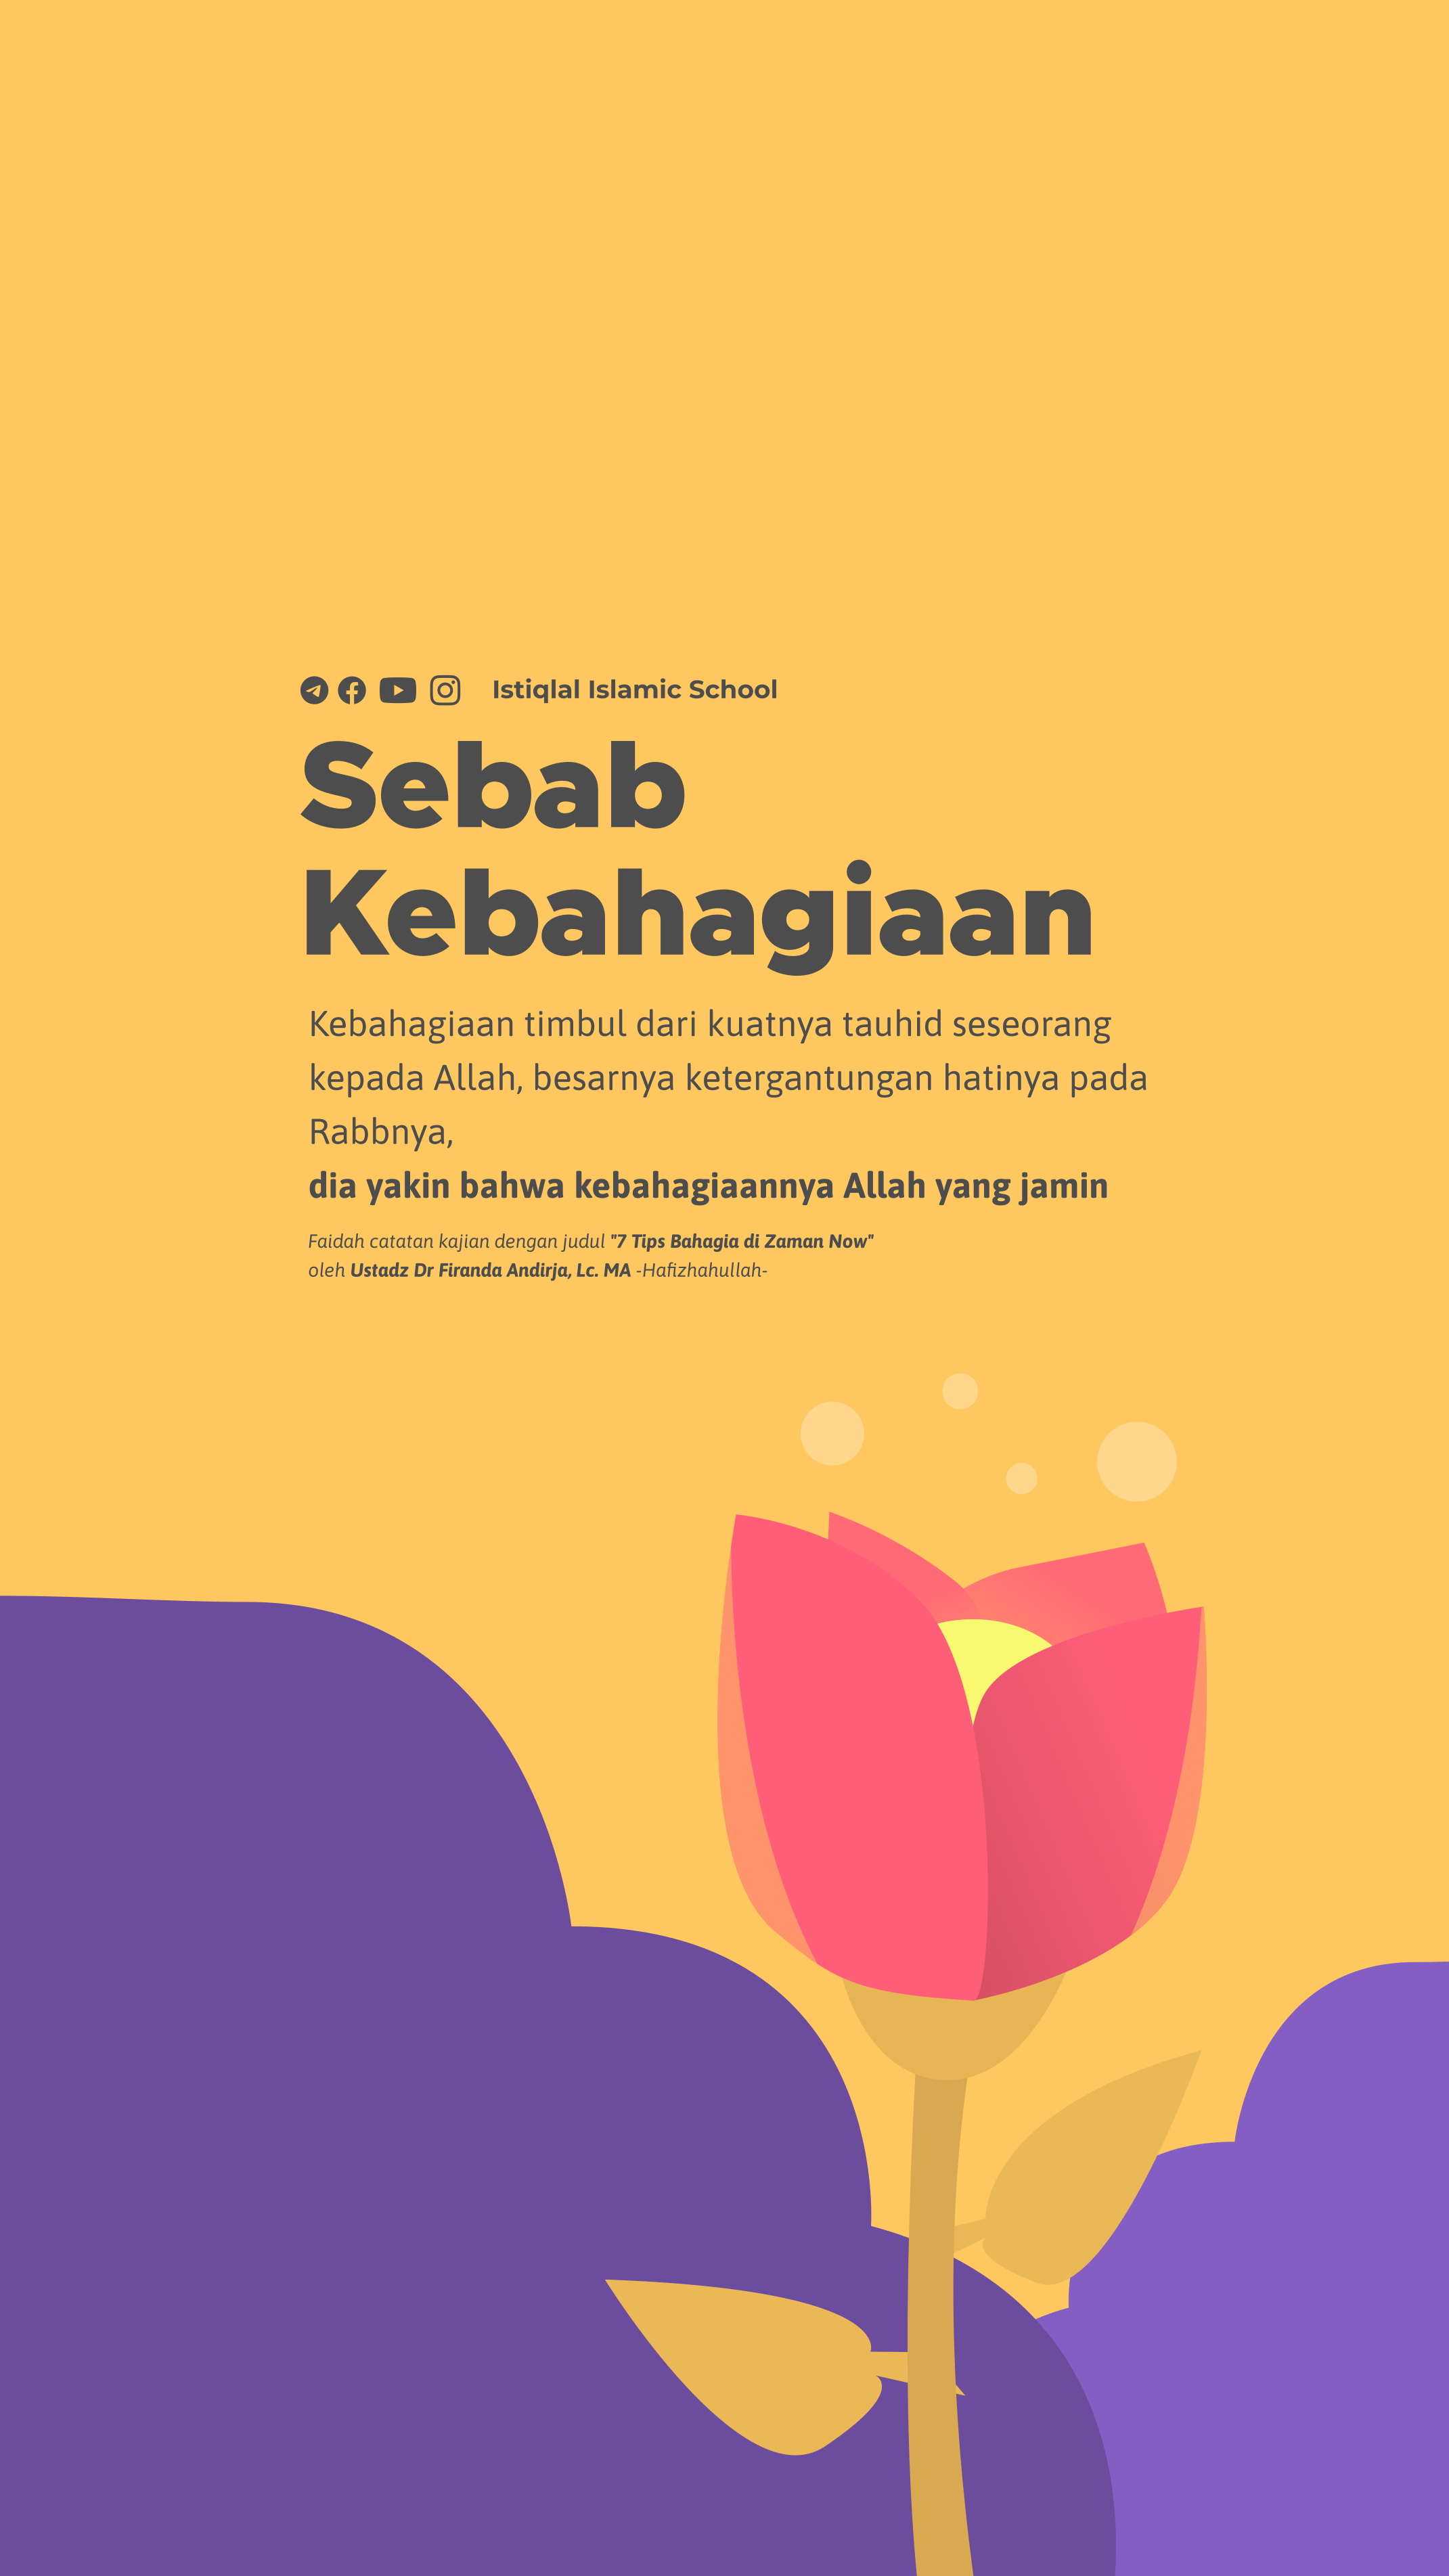 Istiqlal Islamic School
Sebab
Kebahagiaan
Kebahagiaan timbul dari kuatnya tauhid seseorang
kepada Allah, besarnya ketergantungan hatinya pada
Rabbnya,
dia yakin bahwa kebahagiaannya Allah yang jamin
Faidah catatan kajian dengan judul "7 Tips Bahagia di Zaman Now"
oleh Ustadz Dr Firanda Andirja, Lc. MA -Hafizhahullah-